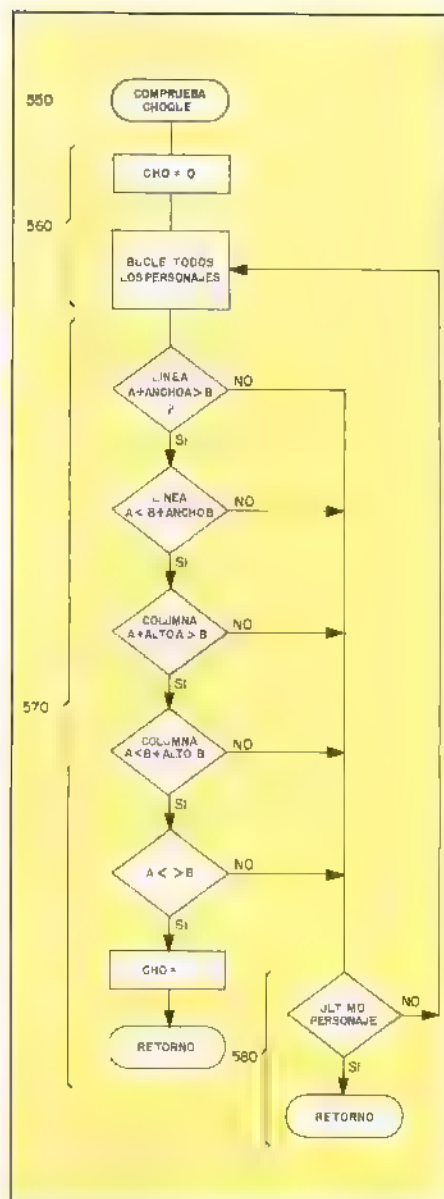 550
COMPRUEBA
CHOQUE
CHO = 0
560
BUCLE TODOS
LOS PERSONAJES
LINEA
A+ANCHOA > B
?
NO
SI
LINEA
A < B+ANCHOB
NO
SI
COLUMNA
A+ALTOA > B
NO
SI
570
COLUMNA
A<B+ALTO B
NO
SI
A < > B
NO
SI
CHO =
RETORNO
580
PERSONAJE
NO
SI
RETORNO